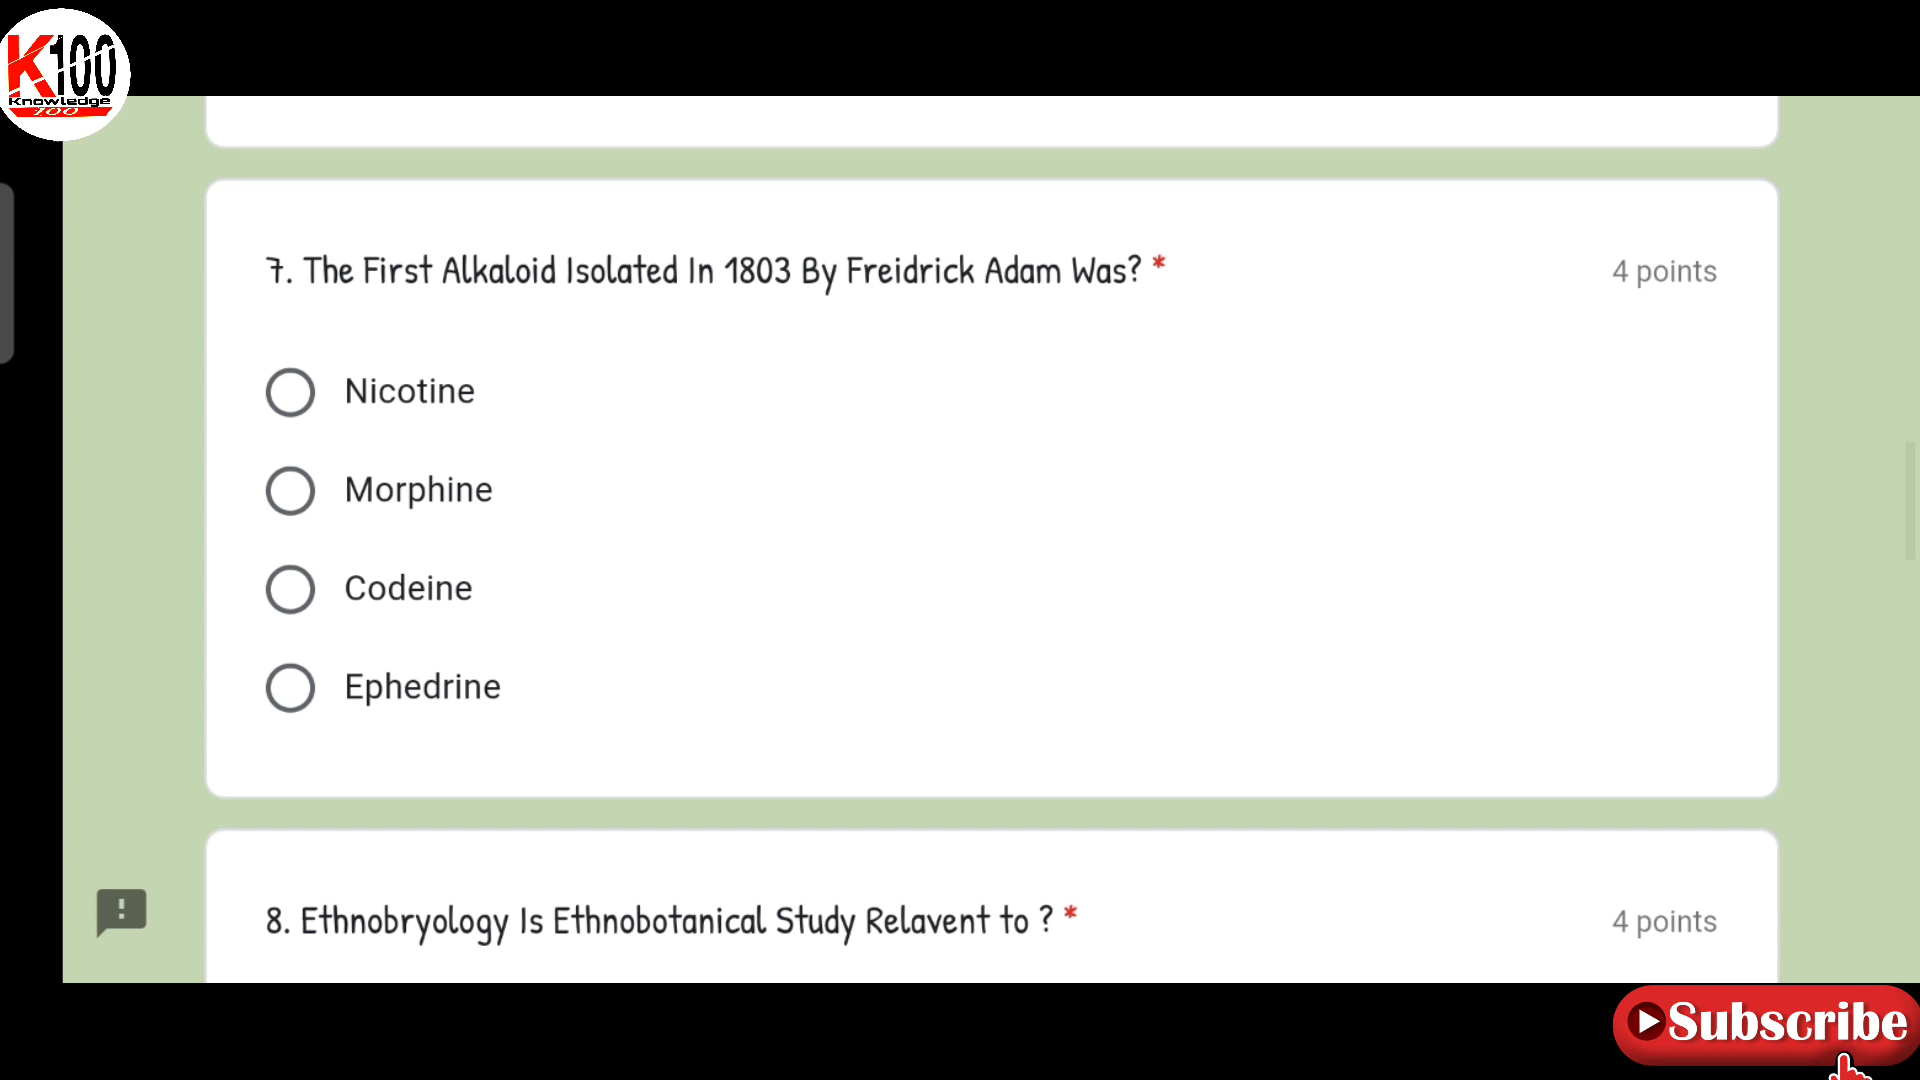 K100
Knowledge
100
7. The First Alkaloid Isolated In 1803 By Freidrick Adam Was? *
4 points
Nicotine
Morphine
Codeine
Ephedrine
8. Ethnobryology Is Ethnobotanical Study Relavent to ? *
4 points
Subscribe